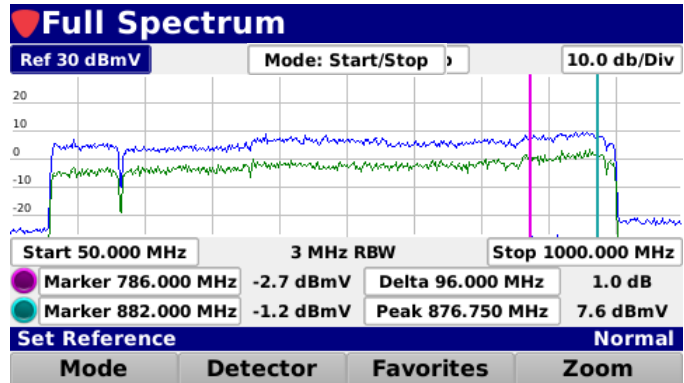 Full Spectrum
Ref 30 dBmV Mode: Start/Stop 10.0 db/Div
20
10
0
-10
-20
Start 50.000 MHz 3 MHz RBW Stop 1000.000 MHz
Marker 786.000 MHz -2.7 dBmV Delta 96.000 MHz 1.0 dB
Marker 882.000 MHz -1.2 dBmV Peak 876.750 MHz 7.6 dBmV
Set Reference Normal
Mode Detector Favorites Zoom